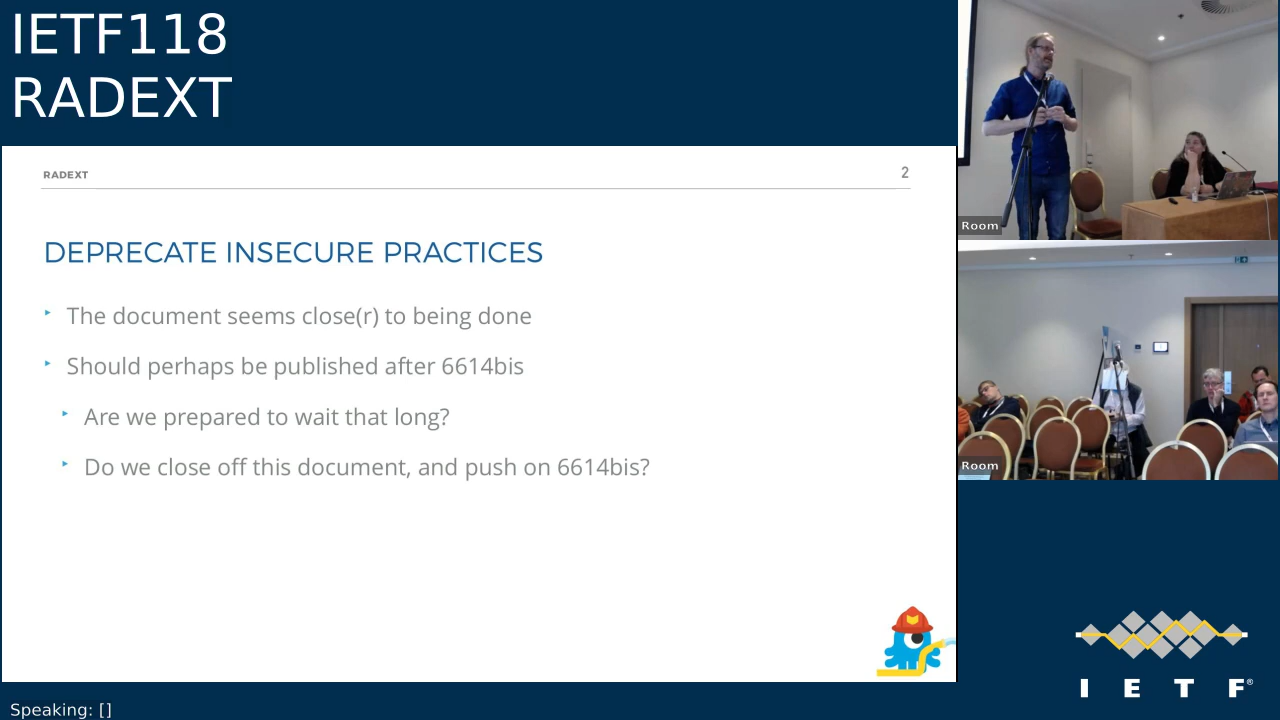 IETF118
RADEXT
RADEXT
2
DEPRECATE INSECURE PRACTICES
‣ The document seems close(r) to being done
‣ Should perhaps be published after 6614bis
‣ Are we prepared to wait that long?
‣ Do we close off this document, and push on 6614bis?
Room
Room
I E T F®
Speaking: []